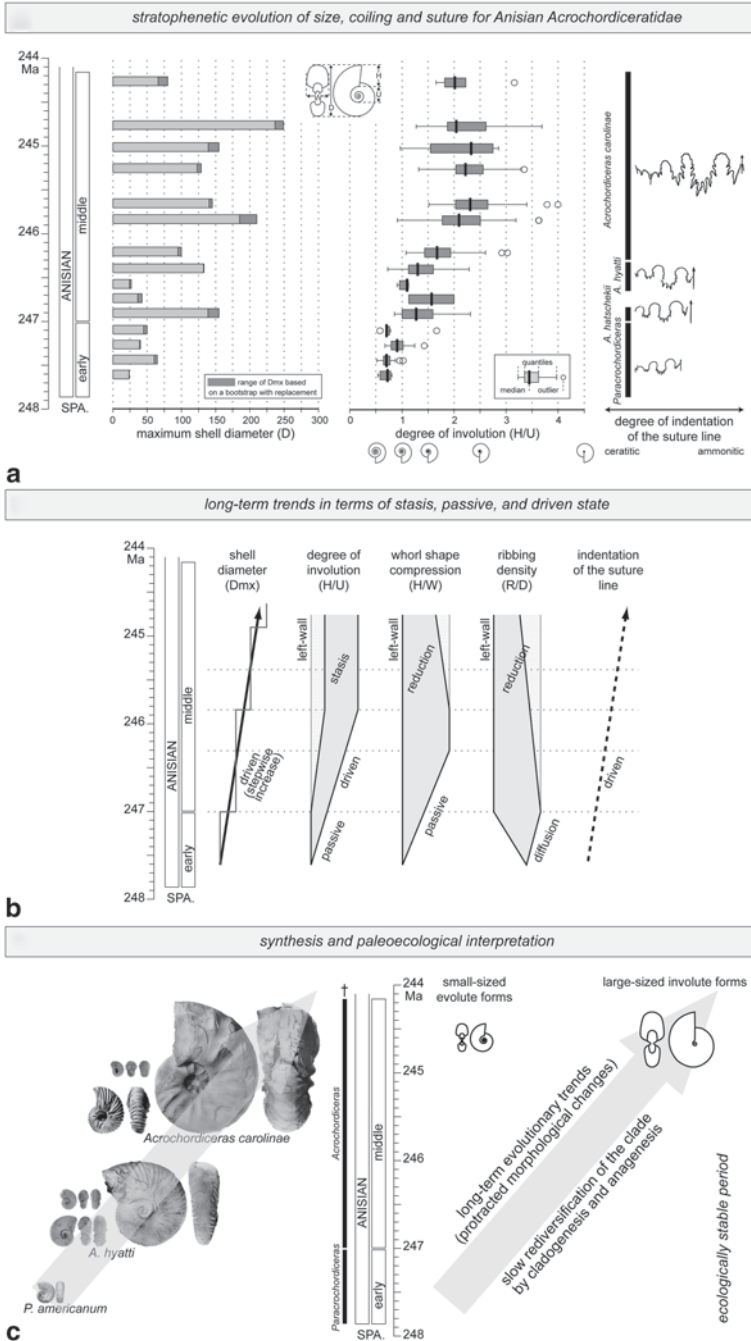 stratophenetic evolution of size, coiling and suture for Anisian Acrochordiceratidae
244
Ma
245
246
247
248
ANISIAN
middle
early
SPA.
range of Dmx based
on a bootstrap with replacement
0 25 50 100 150 200 250 300
maximum shell diameter (D)
D
H
U
W
quantiles
median
outlier
0 1 2 3 4
degree of involution (H/U)
Acrochordiceras carolinae
A. hyatti
A. hatschekii
Paracrochordiceras
degree of indentation
of the suture line
ceratitic
ammonitic
a
long-term trends in terms of stasis, passive, and driven state
244
Ma
245
246
247
248
ANISIAN
middle
early
SPA.
shell
diameter
(Dmx)
driven
(stepwise
increase)
degree of
involution
(H/U)
left-wall
stasis
driven
passive
whorl shape
compression
(H/W)
left-wall
reduction
passive
ribbing
density
(R/D)
left-wall
reduction
diffusion
indentation
of the suture
line
driven
b
synthesis and paleoecological interpretation
Acrochordiceras carolinae
A. hyatti
P. americanum
†
Acrochordiceras
Paracrochordiceras
244
Ma
245
246
247
248
ANISIAN
middle
early
SPA.
small-sized
evolute forms
large-sized involute forms
long-term evolutionary trends
(protracted morphological changes)
slow rediversification of the clade
by cladogenesis and anagenesis
ecologically stable period
c